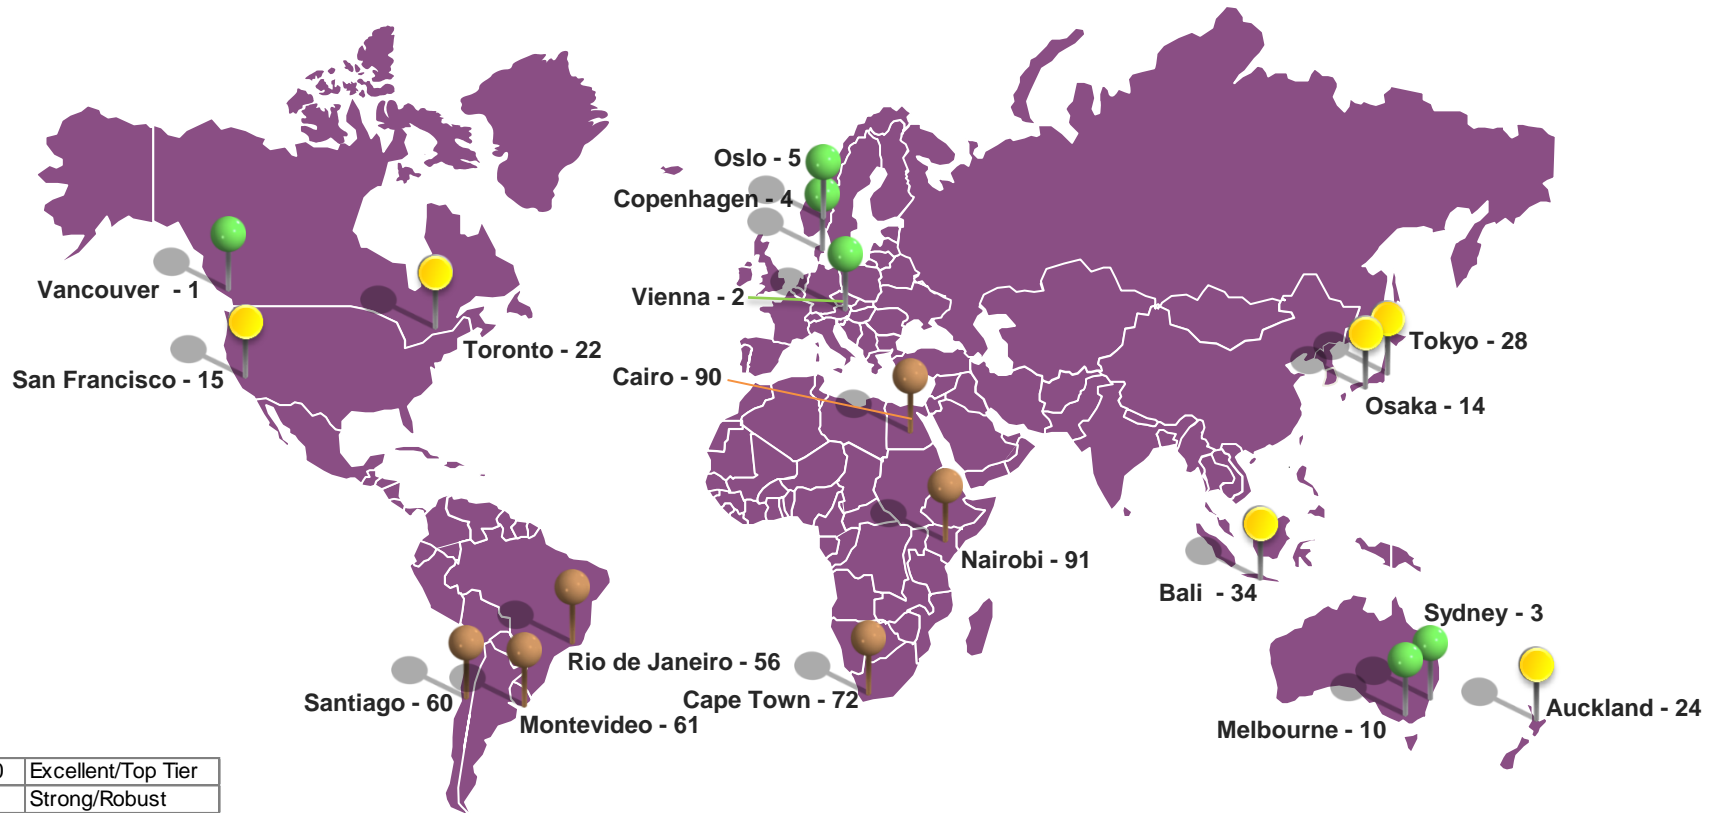 Oslo - 5
Copenhagen - 4
Vancouver - 1
Vienna - 2
Toronto - 22
Tokyo - 28
San Francisco - 15
Cairo - 90
Osaka - 14
Nairobi - 91
Bali - 34
Sydney - 3
Rio de Janeiro - 56
Santiago - 60
Cape Town - 72
Montevideo - 61
Melbourne - 10
Auckland - 24
Excellent/Top Tier
Strong/Robust